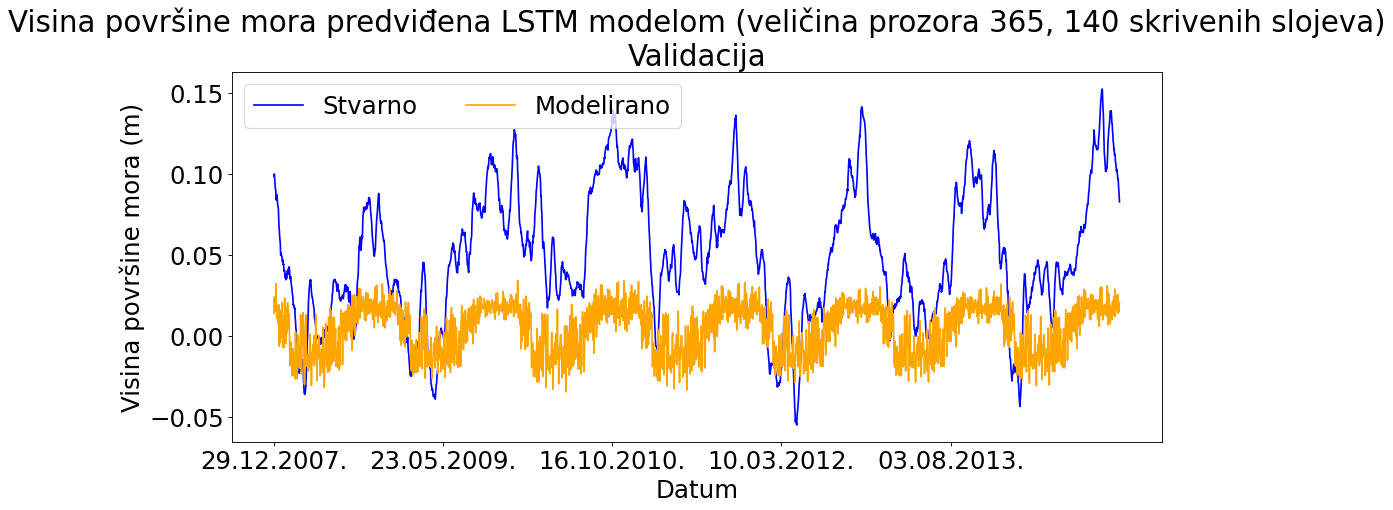 Visina površine mora predviđena LSTM modelom (veličina prozora 365, 140 skrivenih slojeva)
Validacija
Stvarno Modelirano
Visina površine mora (m)
0.15
0.10
0.05
0.00
−0.05
29.12.2007. 23.05.2009. 16.10.2010. 10.03.2012. 03.08.2013.
Datum